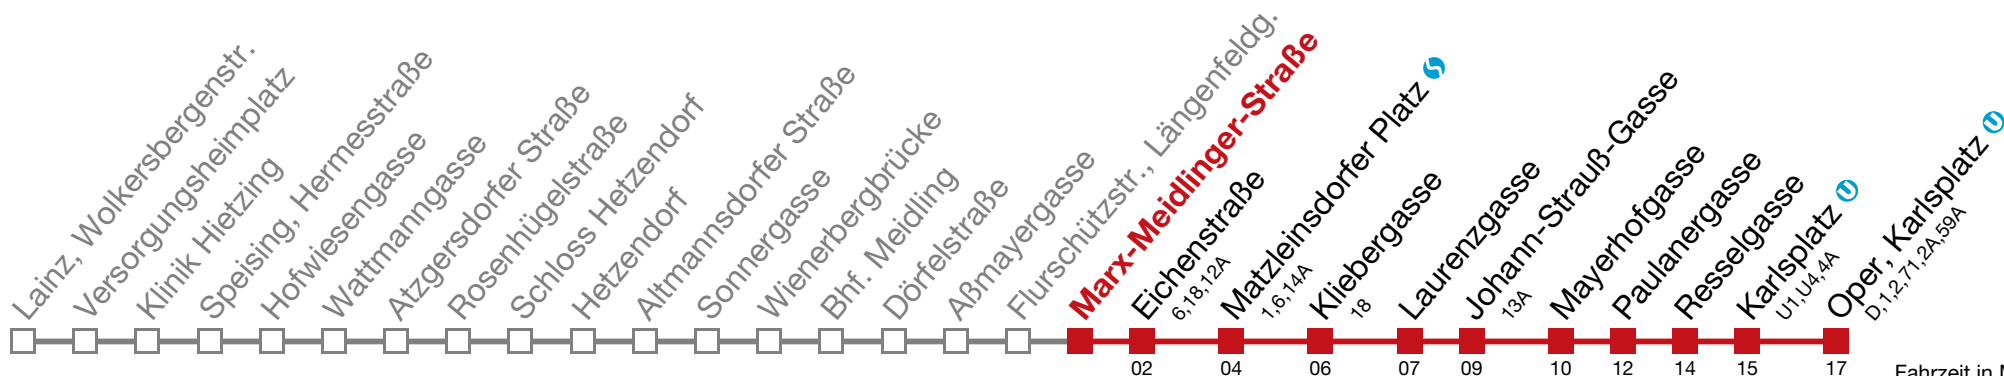 Lainz, Wolkersbergenstr.
Versorgungsheimplatz
Klinik Hietzing
Speising, Hermesstraße
Hofwiesengasse
Wattmanngasse
Atzgersdorfer Straße
Rosenhügelstraße
Schloss Hetzendorf
Hetzendorf
Altmannsdorfer Straße
Sonnergasse
Wienerbergbrücke
Bhf. Meidling
Dörfelstraße
Aßmayergasse
Flurschützstr., Längenfeldg.
Marx-Meidlinger-Straße
Eichenstraße
6,18,12A
Matzleinsdorfer Platz
1,6,14A
Kliebergasse
18
Laurenzgasse
Johann-Strauß-Gasse
13A
Mayerhofgasse
Paulanergasse
Resselgasse
Karlsplatz U
U1,U4,4A
Oper, Karlsplatz U
D,1,2,71,2A,59A
02 04 06 07 09 10 12 14 15 17
Fahrzeit in